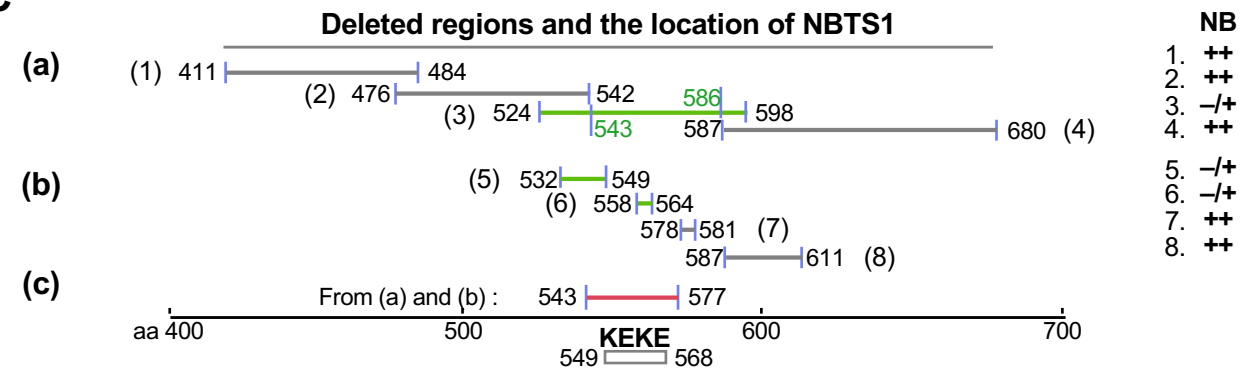 Deleted regions and the location of NBTS1 NB
(a) (1) 411 484 1. ++
(2) 476 542 2. ++
(3) 524 543 586 598 3. –/+
587 680 (4) 4. ++
(b) (5) 532 549 5. –/+
(6) 558 564 6. –/+
578 581 (7) 7. ++
587 611 (8) 8. ++
(c) From (a) and (b) : 543 577
aa 400 500 600 700
KEKE
549 568